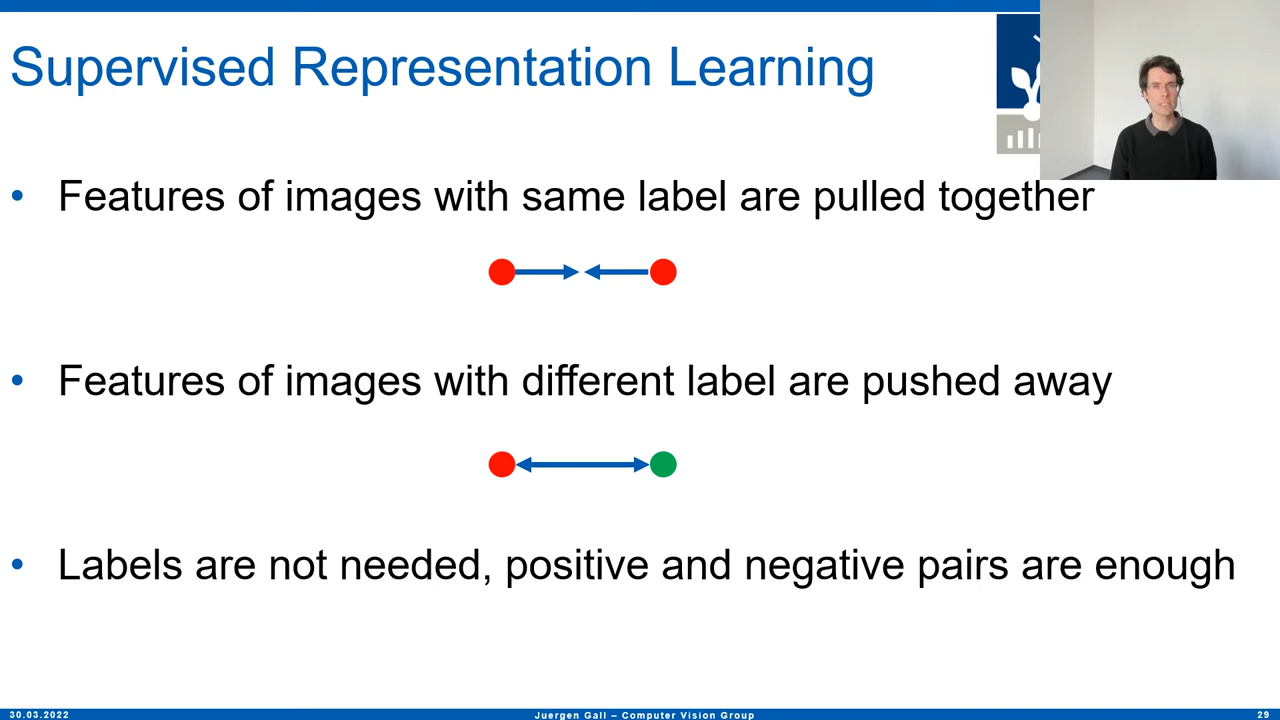 Supervised Representation Learning
• Features of images with same label are pulled together
• Features of images with different label are pushed away
• Labels are not needed, positive and negative pairs are enough
30.03.2022
Juergen Gall – Computer Vision Group
29